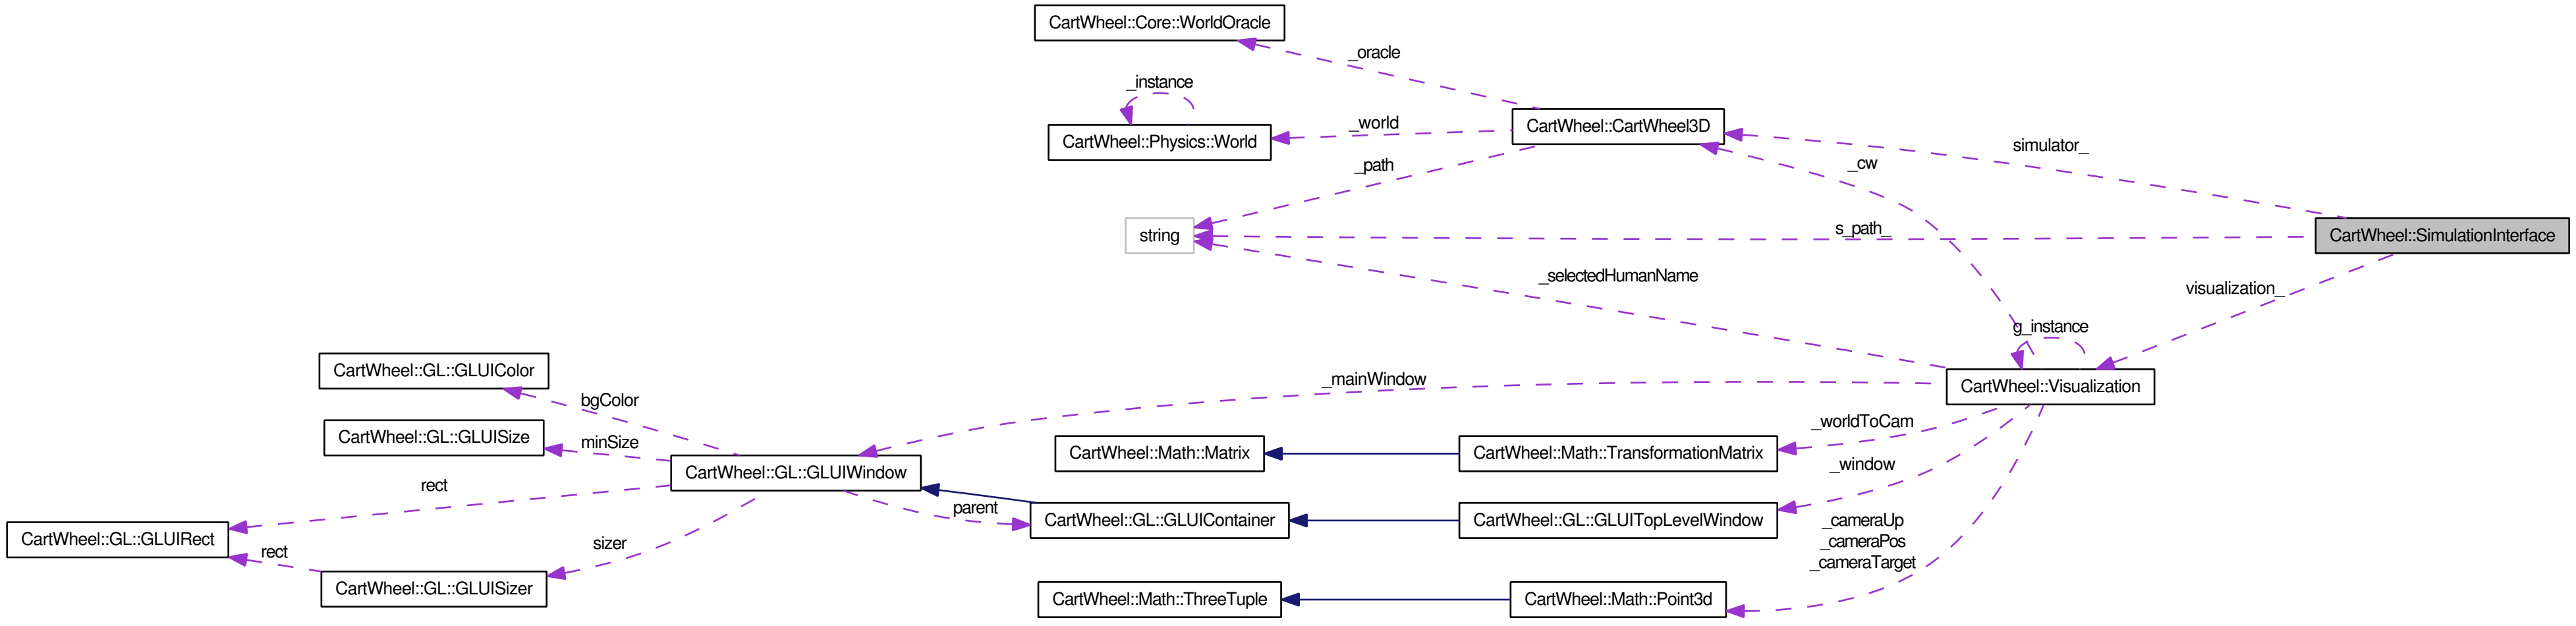 CartWheel::Core::WorldOracle
_oracle
_instance
CartWheel::CartWheel3D
_world
CartWheel::Physics::World
simulator_
_cw
_path
s_path_
string
CartWheel::SimulationInterface
_selectedHumanName
visualization_
g_instance
CartWheel::GL::GLUIColor
_mainWindow
CartWheel::Visualization
bgColor
_worldToCam
CartWheel::GL::GLUISize
minSize
CartWheel::Math::Matrix
CartWheel::Math::TransformationMatrix
_window
CartWheel::GL::GLUIWindow
rect
parent
CartWheel::GL::GLUIContainer
CartWheel::GL::GLUITopLevelWindow
_cameraUp
_cameraPos
_cameraTarget
CartWheel::GL::GLUIRect
sizer
rect
CartWheel::GL::GLUISizer
CartWheel::Math::ThreeTuple
CartWheel::Math::Point3d